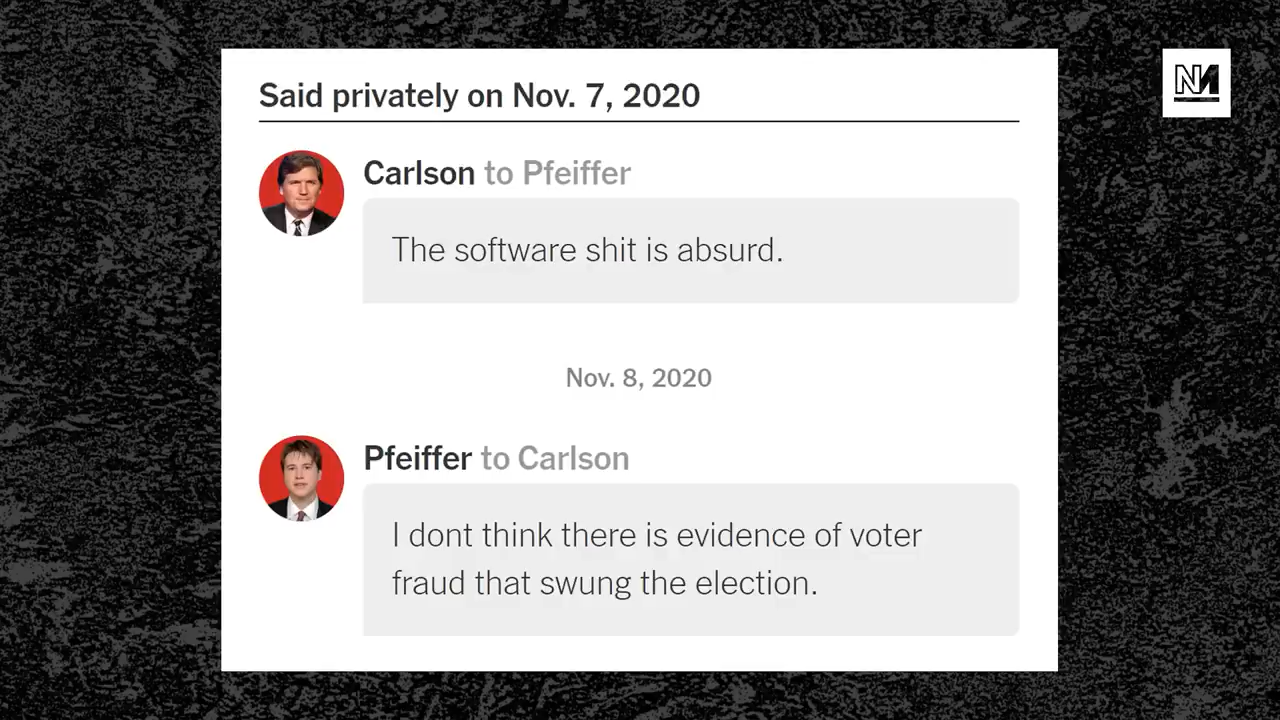 Said privately on Nov. 7, 2020
Carlson to Pfeiffer
The software shit is absurd.
Nov. 8, 2020
Pfeiffer to Carlson
I dont think there is evidence of voter
fraud that swung the election.
NM